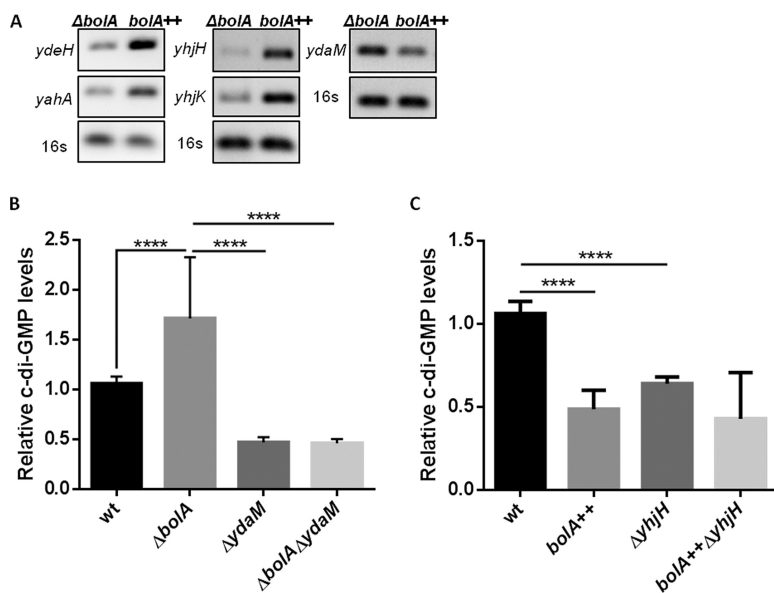 A
ΔbolA bolA++ ΔbolA bolA++ ΔbolA bolA++
ydeH yhjH ydaM
yahA yhjK 16s
16s 16s
B
Relative c-di-GMP levels
2.5
2.0
1.5
1.0
0.5
0.0
****
**** ****
wt ΔbolA ΔydaM ΔbolAΔydaM
C
Relative c-di-GMP levels
1.5
1.0
0.5
0.0
****
****
wt bolA++ ΔyhjH bolA++ΔyhjH